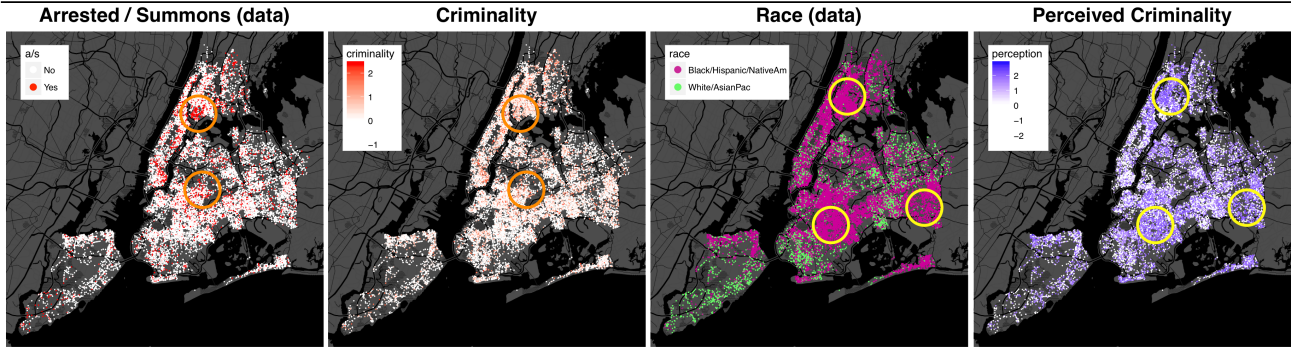 Arrested / Summons (data)
Criminality
Race (data)
Perceived Criminality
a/s
No
Yes
criminality
2
1
0
−1
race
Black/Hispanic/NativeAm
White/AsianPac
perception
2
1
0
−1
−2